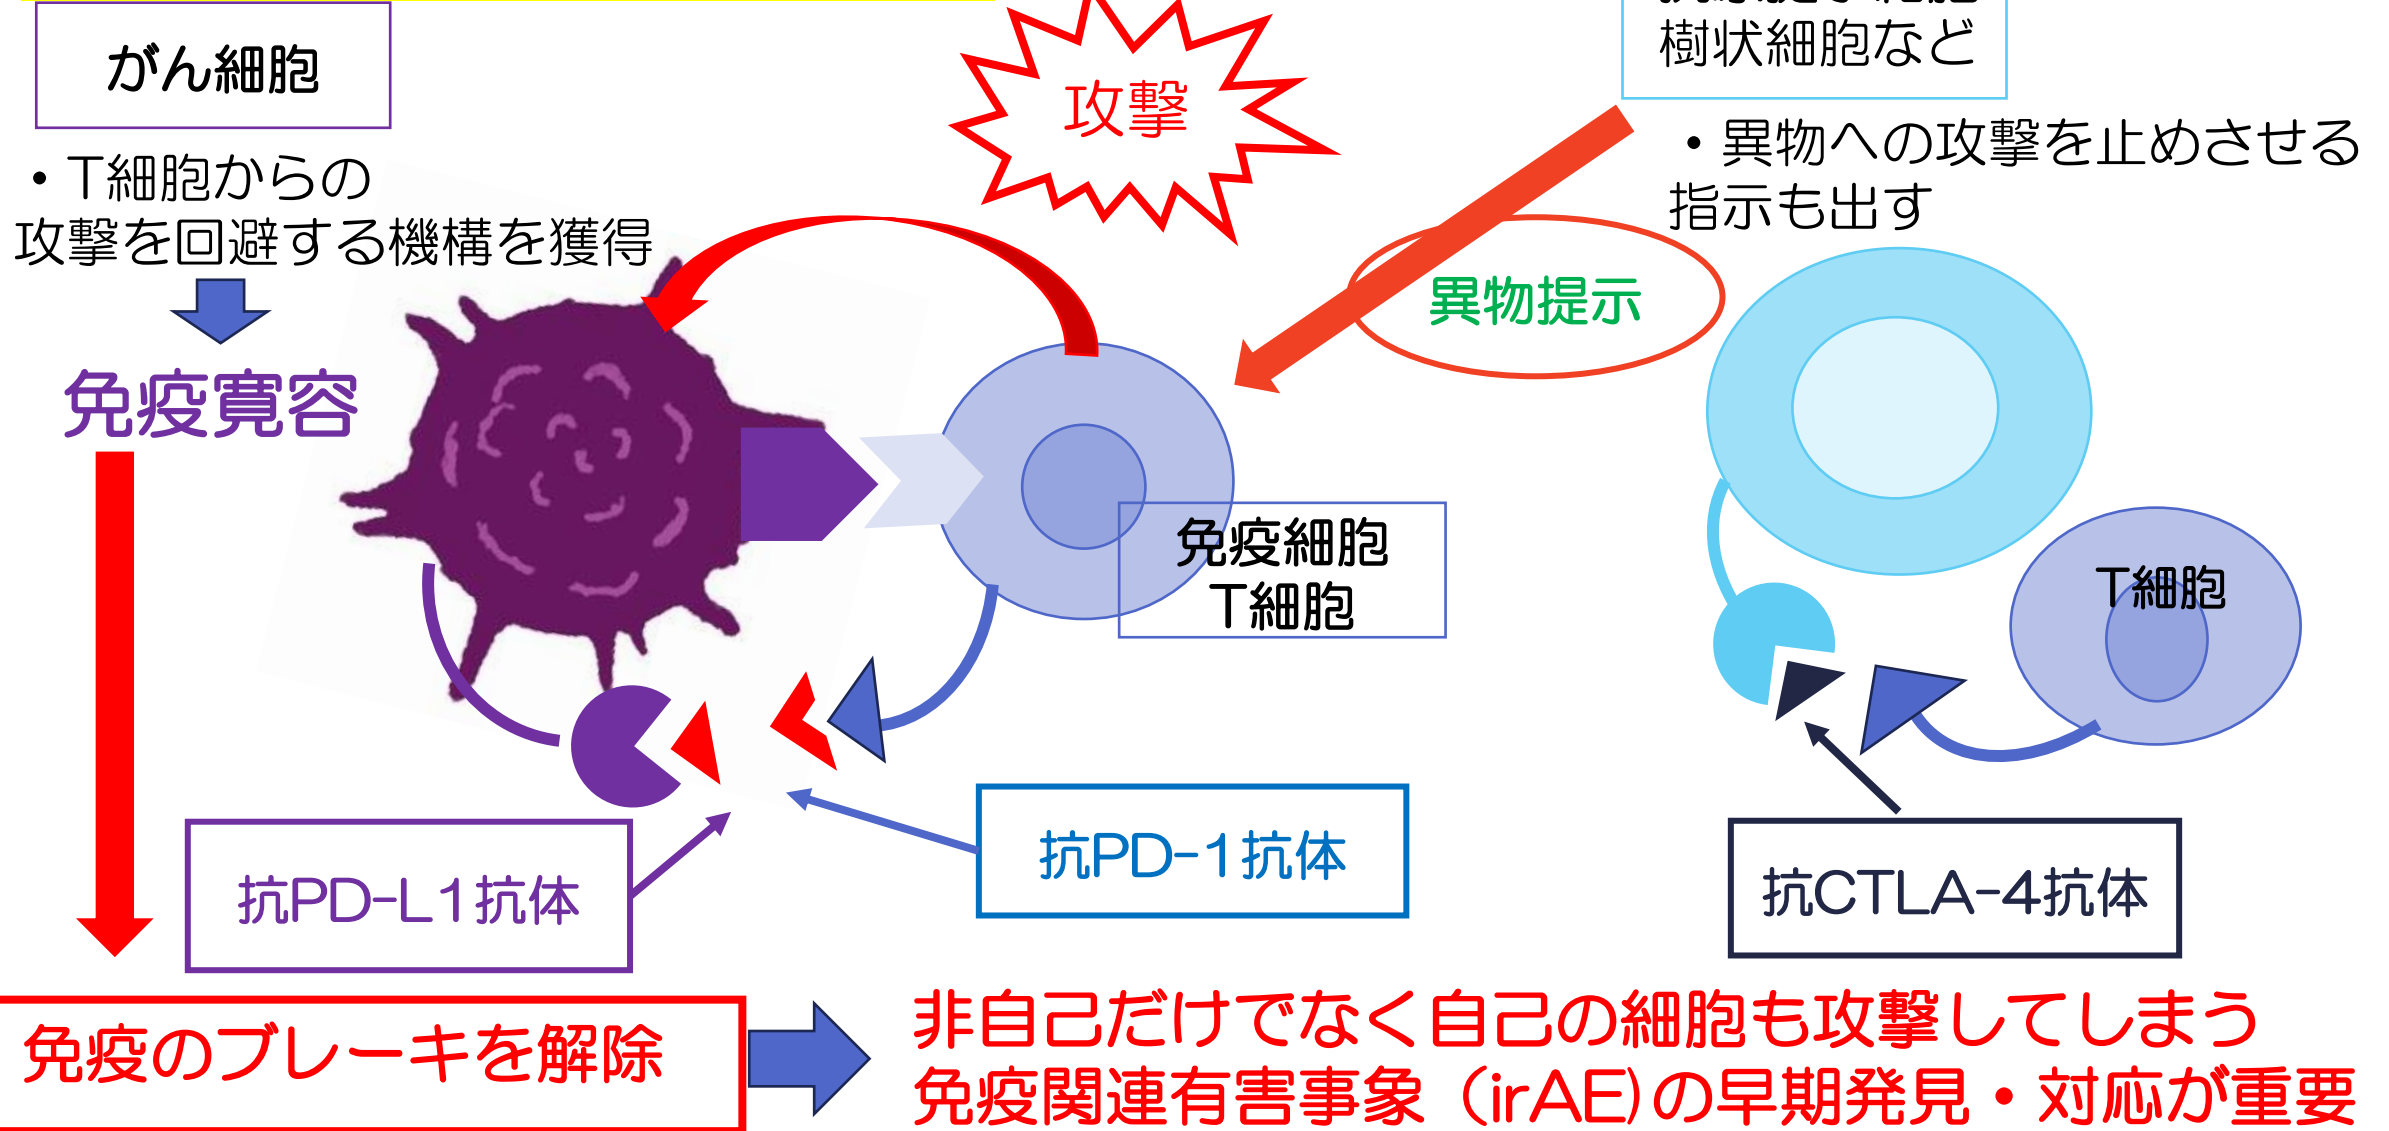 がん細胞
・T細胞からの
攻撃を回避する機構を獲得
免疫寛容
攻撃
樹状細胞など
・異物への攻撃を止めさせる
指示も出す
異物提示
免疫細胞
T細胞
T細胞
抗PD-L1抗体
抗PD-1抗体
抗CTLA-4抗体
免疫のブレーキを解除
非自己だけでなく自己の細胞も攻撃してしまう
免疫関連有害事象（irAE)の早期発見・対応が重要